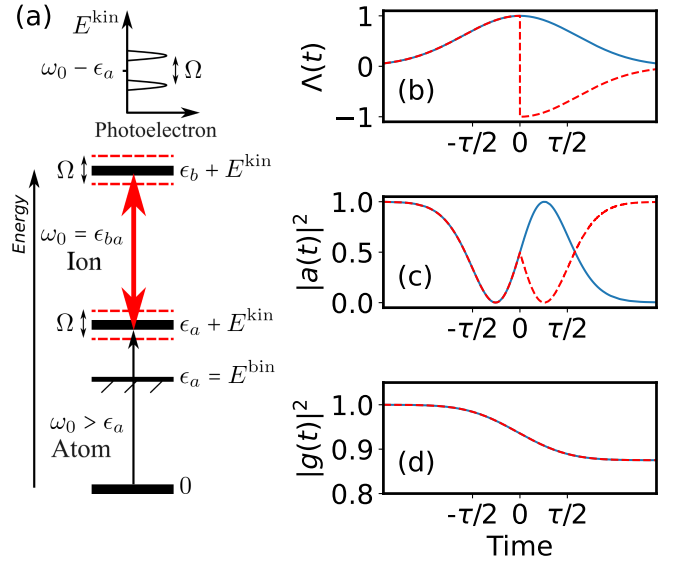 (a)
E^kin
ω₀ − ϵₐ
Ω
Photoelectron
Ω
ϵ_b + E^kin
Energy
ω₀ = ϵ_ba
Ion
Ω
ϵₐ + E^kin
ϵₐ = E^bin
ω₀ > ϵₐ
Atom
0
Λ(t)
1
0
−1
(b)
-τ/2 0 τ/2
|a(t)|²
1.0
0.5
0.0
(c)
-τ/2 0 τ/2
|g(t)|²
1.0
0.9
0.8
(d)
-τ/2 0 τ/2
Time